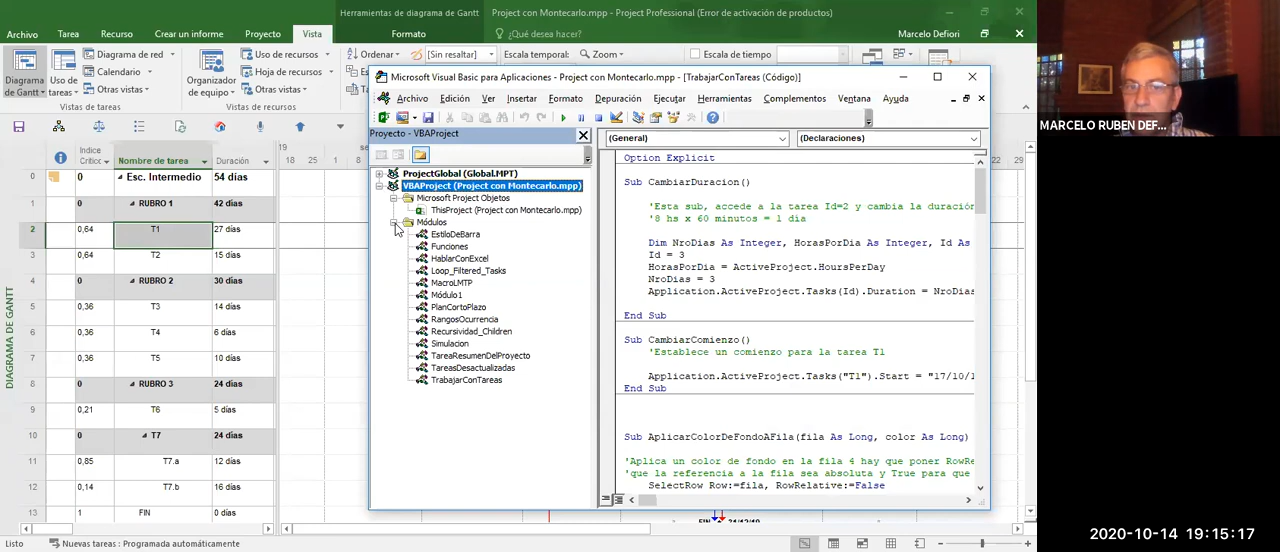 Herramientas de diagrama de Gantt
Project con Montecarlo.mpp - Project Professional (Error de activación de productos)
Archivo Tarea Recurso Crear un informe Proyecto Vista Formato ¿Qué desea hacer? Marcelo Defiori
Diagrama de Gantt
Uso de tareas
Diagrama de red
Calendario
Otras vistas
Vistas de tareas
Organizador de equipo
Uso de recursos
Hoja de recursos
Otras vistas
Vistas de recursos
Ordenar
[Sin resaltar]
Escala temporal:
Zoom
Escala de tiempo
Indice
Nombre de tarea
Duración
19
18 25 1 8
0 0 Esc. Intermedio 54 días
1 0 RUBRO 1 42 días
2 0,64 T1 27 días
3 0,64 T2 15 días
4 0 RUBRO 2 30 días
5 0,36 T3 14 días
6 0,36 T4 6 días
7 0,36 T5 10 días
8 0 RUBRO 3 24 días
9 0,21 T6 5 días
10 0 T7 24 días
11 0,85 T7.a 12 días
12 0,14 T7.b 16 días
13 1 FIN 0 días
DIAGRAMA DE GANTT
Microsoft Visual Basic para Aplicaciones - Project con Montecarlo.mpp - [TrabajarConTareas (Código)]
Archivo Edición Ver Insertar Formato Depuración Ejecutar Herramientas Complementos Ventana Ayuda
Proyecto - VBAProject
ProjectGlobal (Global.MPT)
VBAProject (Project con Montecarlo.mpp)
Microsoft Project Objetos
ThisProject (Project con Montecarlo.mpp)
Módulos
EstiloDeBarra
Funciones
HablarConExcel
Loop_Filtered_Tasks
MacroLMTP
Módulo1
PlanCortoPlazo
RangosOcurrencia
Recursividad_Children
Simulacion
TareaResumenDelProyecto
TareasDesactualizadas
TrabajarConTareas
(General)
(Declaraciones)
Option Explicit
Sub CambiarDuracion()
'Esta sub, accede a la tarea Id=2 y cambia la duración
'8 hs x 60 minutos = 1 dia
Dim NroDias As Integer, HorasPorDia As Integer, Id As
Id = 3
HorasPorDia = ActiveProject.HoursPerDay
NroDias = 3
Application.ActiveProject.Tasks(Id).Duration = NroDias
End Sub
Sub CambiarComienzo()
'Establece un comienzo para la tarea T1
Application.ActiveProject.Tasks("T1").Start = "17/10/1
End Sub
Sub AplicarColorDeFondoAFila(fila As Long, color As Long)
'Aplica un color de fondo en la fila 4 hay que poner RowRe
'que la referencia a la fila sea absoluta y True para que
SelectRow Row:=fila, RowRelative:=False
Listo
Nuevas tareas : Programada automáticamente
MARCELO RUBEN DEF...
2020-10-14 19:15:17